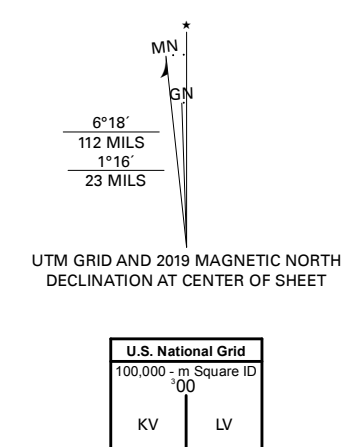 ★
MN
GN
6°18´
112 MILS
1°16´
23 MILS
UTM GRID AND 2019 MAGNETIC NORTH
DECLINATION AT CENTER OF SHEET
U.S. National Grid
100,000 - m Square ID
³00
KV LV